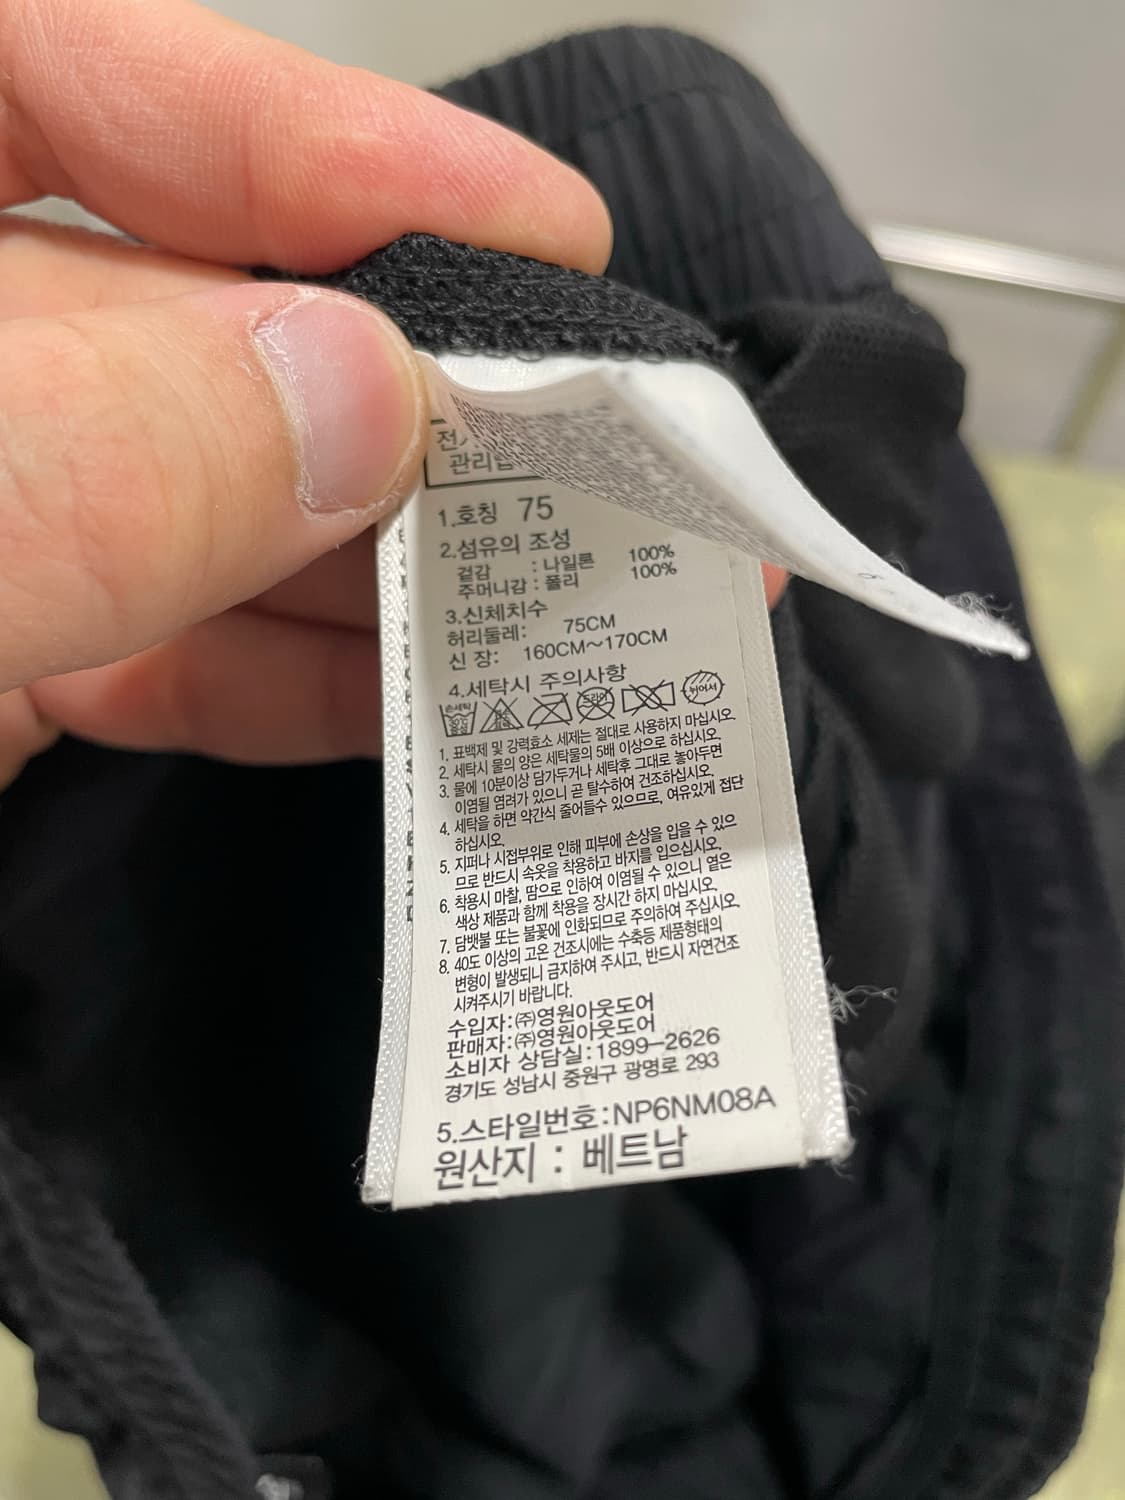 관리
1.호칭 75
2.섬유의 조성
겉감 : 나일론 100%
주머니감 : 폴리 100%
3.신체치수
허리둘레: 75CM
신 장: 160CM~170CM
4.세탁시 주의사항
손세탁 드라이 뉘어서
1. 표백제 및 강력효소 세제는 절대로 사용하지 마십시오.
2. 세탁시 물의 양은 세탁물의 5배 이상으로 하십시오.
3. 물에 10분이상 담가두거나 세탁후 그대로 놓아두면
이염될 염려가 있으니 곧 탈수하여 건조하십시오.
4. 세탁을 하면 약간식 줄어들수 있으므로, 여유있게 접단
하십시오.
5. 지퍼나 시접부위로 인해 피부에 손상을 입을 수 있으
므로 반드시 속옷을 착용하고 바지를 입으십시오.
6. 착용시 마찰, 땀으로 인하여 이염될 수 있으니 옅은
색상 제품과 함께 착용을 장시간 하지 마십시오.
7. 담뱃불 또는 불꽃에 인화되므로 주의하여 주십시오.
8. 40도 이상의 고온 건조시에는 수축등 제품형태의
변형이 발생되니 금지하여 주시고, 반드시 자연건조
시켜주시기 바랍니다.
수입자:(주)영원아웃도어
판매자:(주)영원아웃도어
소비자 상담실:1899-2626
경기도 성남시 중원구 광명로 293
5.스타일번호:NP6NM08A
원산지 : 베트남